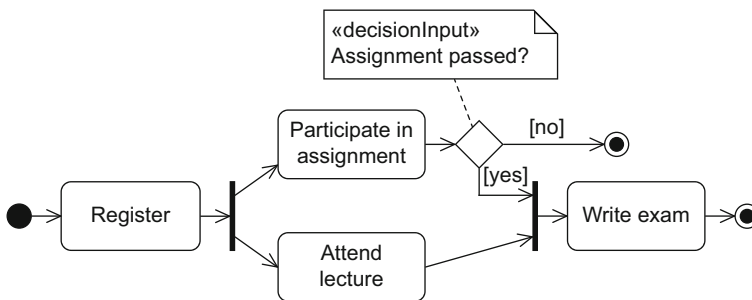 «decisionInput»
Assignment passed?
Participate in
assignment
[no]
[yes]
Register
Write exam
Attend
lecture